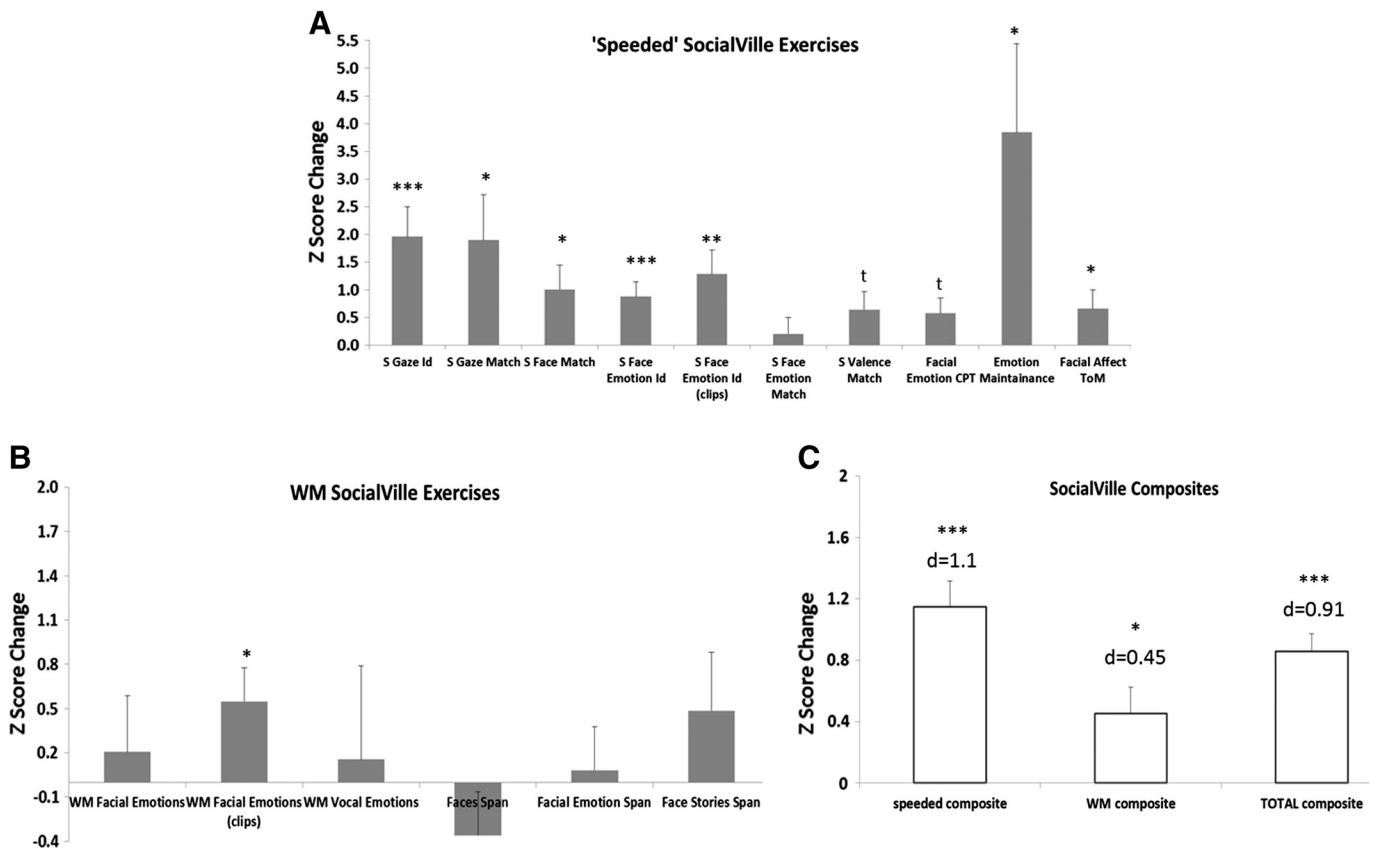 A
'Speeded' SocialVille Exercises
Z Score Change
5.5
5.0
4.5
4.0
3.5
3.0
2.5
2.0
1.5
1.0
0.5
0.0
***
*
*
***
**
t
t
*
*
S Gaze Id
S Gaze Match
S Face Match
S Face
Emotion Id
S Face
Emotion Id
(clips)
S Face
Emotion
Match
S Valence
Match
Facial
Emotion CPT
Emotion
Maintainance
Facial Affect
ToM
B
WM SocialVille Exercises
Z Score Change
2.0
1.7
1.4
1.1
0.8
0.5
0.2
-0.1
-0.4
*
WM Facial Emotions
WM Facial Emotions
(clips)
WM Vocal Emotions
Faces Span
Facial Emotion Span
Face Stories Span
C
SocialVille Composites
Z Score Change
2
1.6
1.2
0.8
0.4
0
***
d=1.1
*
d=0.45
***
d=0.91
speeded composite
WM composite
TOTAL composite